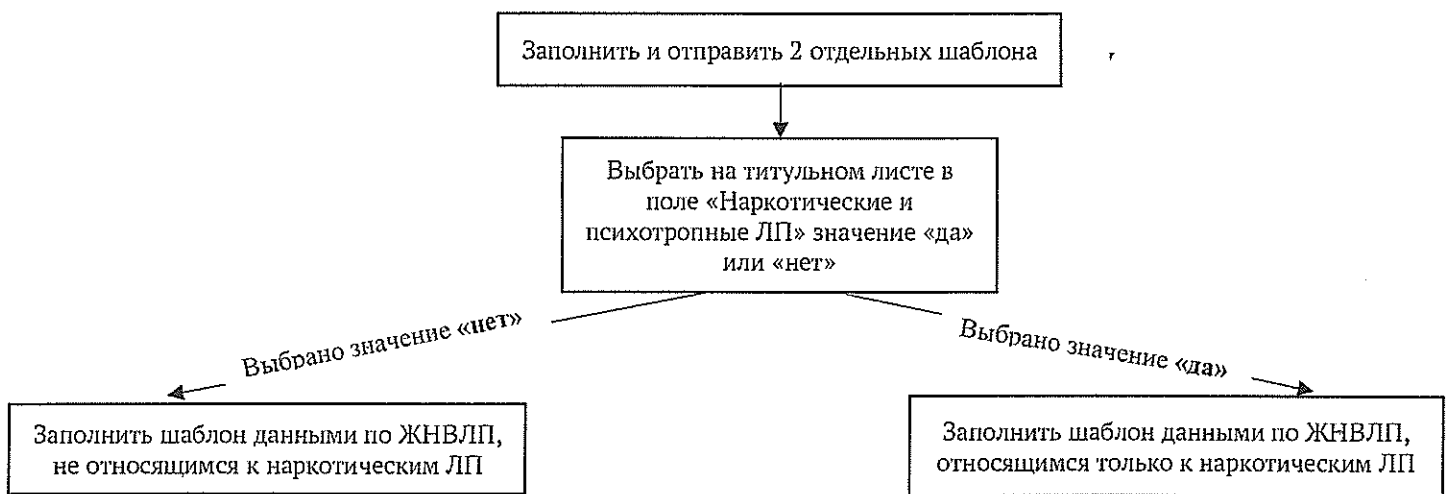 Заполнить и отправить 2 отдельных шаблона
Выбрать на титульном листе в
поле «Наркотические и
психотропные ЛП» значение «да»
или «нет»
Выбрано значение «нет»
Выбрано значение «да»
Заполнить шаблон данными по ЖНВЛП,
не относящимся к наркотическим ЛП
Заполнить шаблон данными по ЖНВЛП,
относящимся только к наркотическим ЛП